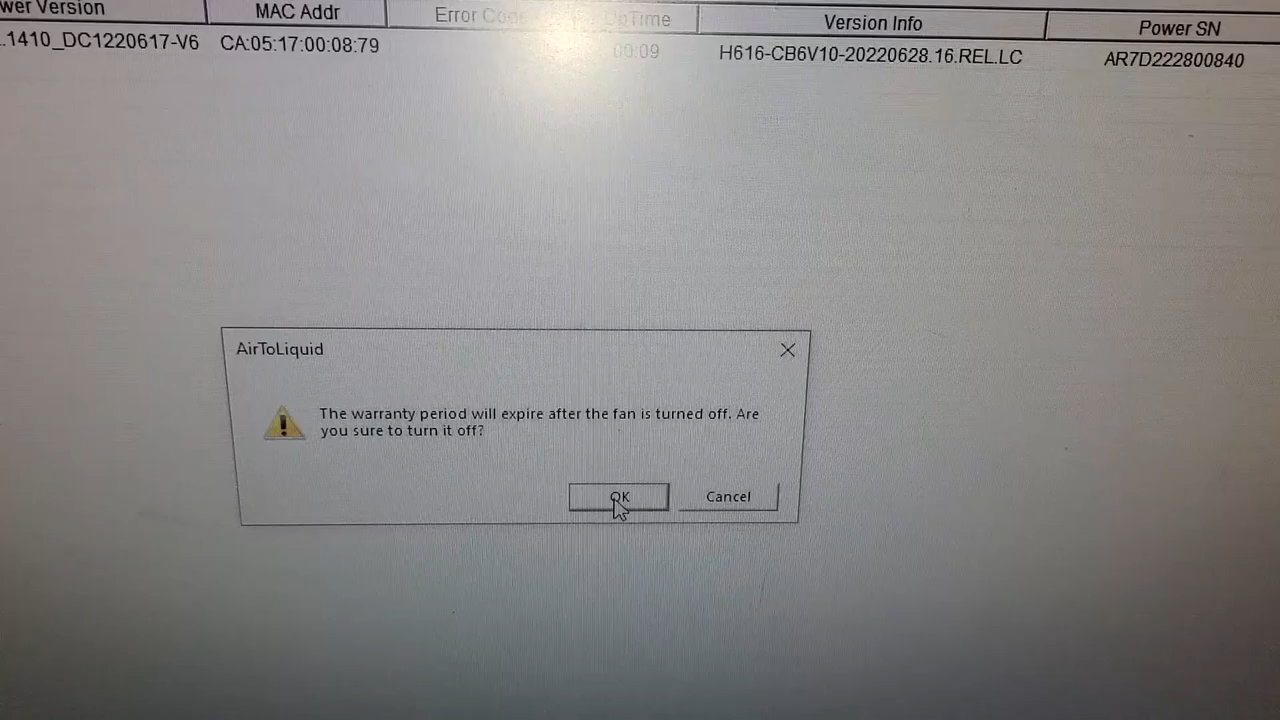 wer Version MAC Addr Error Code UpTime Version Info Power SN
.1410_DC1220617-V6 CA:05:17:00:08:79 00:09 H616-CB6V10-20220628.16.REL.LC AR7D222800840
AirToLiquid
The warranty period will expire after the fan is turned off. Are
you sure to turn it off?
OK Cancel